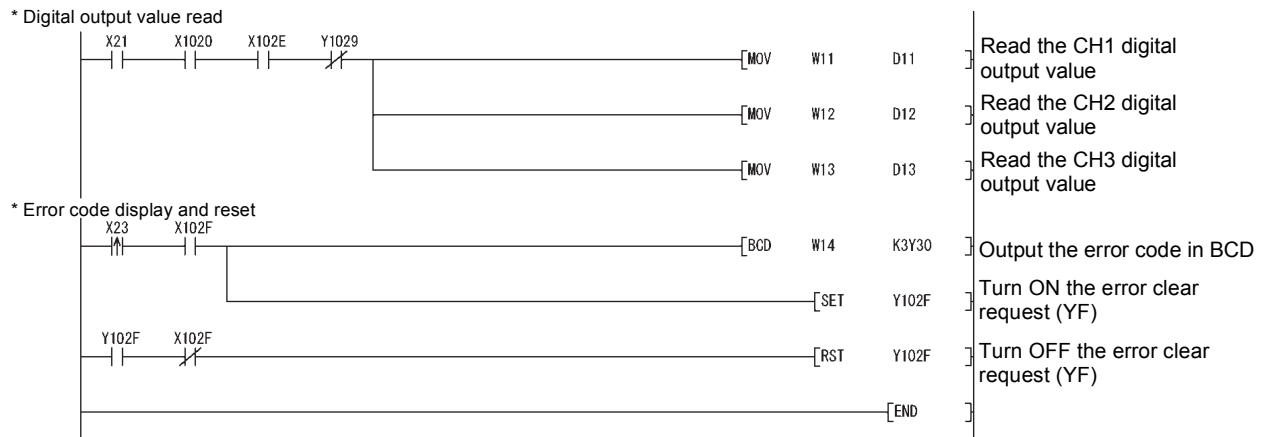 * Digital output value read
X21 X1020 X102E Y1029
[MOV W11 D11 ] Read the CH1 digital
output value
[MOV W12 D12 ] Read the CH2 digital
output value
[MOV W13 D13 ] Read the CH3 digital
output value
* Error code display and reset
X23 X102F
[BCD W14 K3Y30 ] Output the error code in BCD
[SET Y102F ] Turn ON the error clear
request (YF)
Y102F X102F
[RST Y102F ] Turn OFF the error clear
request (YF)
[END ]